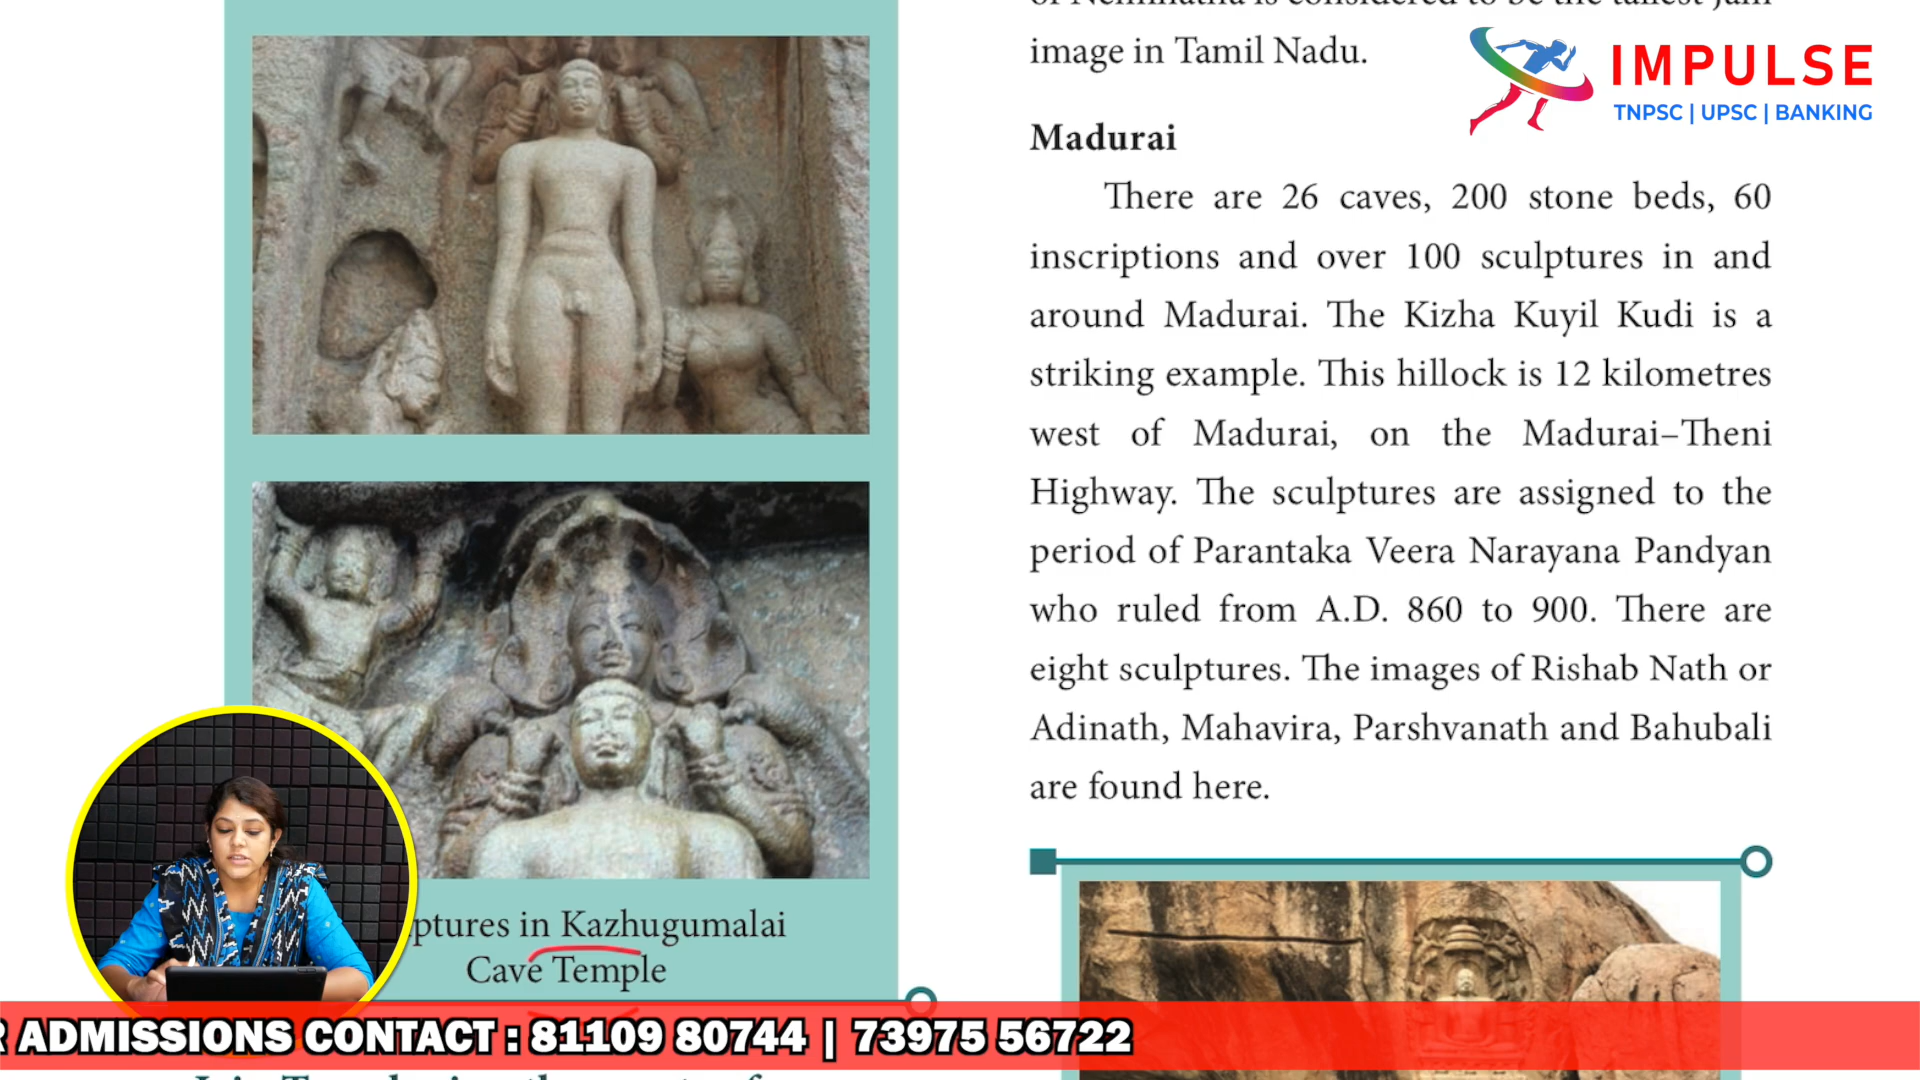 image in Tamil Nadu.
IMPULSE
TNPSC | UPSC | BANKING
Madurai
There are 26 caves, 200 stone beds, 60
inscriptions and over 100 sculptures in and
around Madurai. The Kizha Kuyil Kudi is a
striking example. This hillock is 12 kilometres
west of Madurai, on the Madurai–Theni
Highway. The sculptures are assigned to the
period of Parantaka Veera Narayana Pandyan
who ruled from A.D. 860 to 900. There are
eight sculptures. The images of Rishab Nath or
Adinath, Mahavira, Parshvanath and Bahubali
are found here.
ptures in Kazhugumalai
Cave Temple
R ADMISSIONS CONTACT : 81109 80744 | 73975 56722